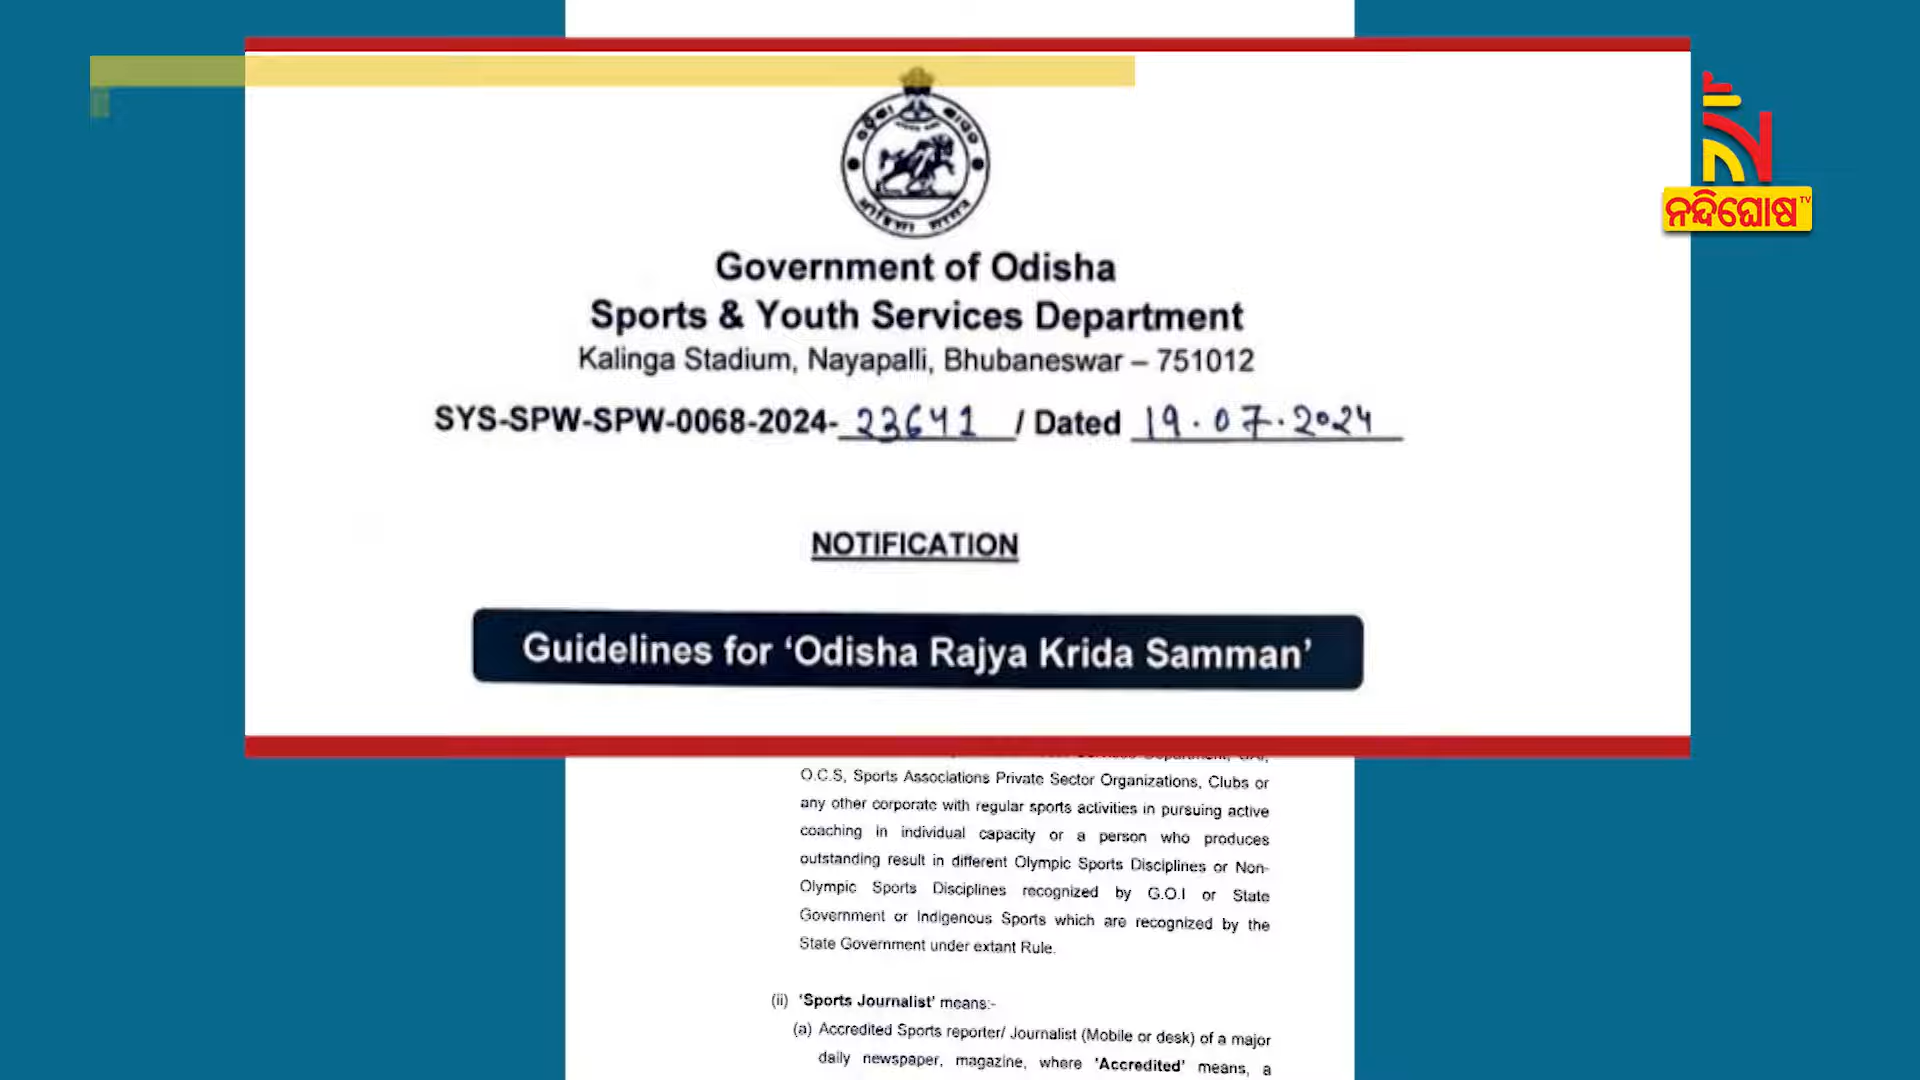 ନନ୍ଦିଘୋଷ TV
Government of Odisha
Sports & Youth Services Department
Kalinga Stadium, Nayapalli, Bhubaneswar – 751012
SYS-SPW-SPW-0068-2024- 23641 / Dated 19.07.2024
NOTIFICATION
Guidelines for ‘Odisha Rajya Krida Samman’
O.C.S, Sports Associations Private Sector Organizations, Clubs or
any other corporate with regular sports activities in pursuing active
coaching in individual capacity or a person who produces
outstanding result in different Olympic Sports Disciplines or Non-
Olympic Sports Disciplines recognized by G.O.I or State
Government or Indigenous Sports which are recognized by the
State Government under extant Rule.
(ii) ‘Sports Journalist’ means:-
(a) Accredited Sports reporter/ Journalist (Mobile or desk) of a major
daily newspaper, magazine, where ‘Accredited’ means, a